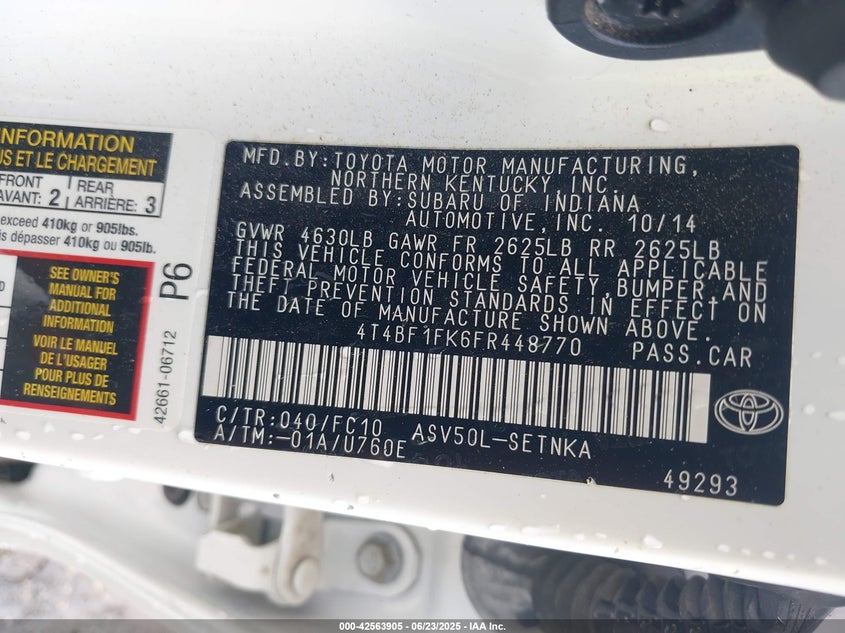 INFORMATION
US ET LE CHARGEMENT
FRONT
AVANT: 2
REAR
ARRIÈRE: 3
exceed 410kg or 905lbs.
dépasser 410kg ou 905lb.
SEE OWNER'S
MANUAL FOR
ADDITIONAL
INFORMATION
VOIR LE MANUEL
DE L'USAGER
POUR PLUS DE
RENSEIGNEMENTS
P6
42661-06712
MFD.BY:TOYOTA MOTOR MANUFACTURING,
NORTHERN KENTUCKY,INC.
ASSEMBLED BY:SUBARU OF INDIANA
AUTOMOTIVE,INC. 10/14
GVWR 4630LB GAWR FR 2625LB RR 2625LB
THIS VEHICLE CONFORMS TO ALL APPLICABLE
FEDERAL MOTOR VEHICLE SAFETY,BUMPER,AND
THEFT PREVENTION STANDARDS IN EFFECT ON
THE DATE OF MANUFACTURE SHOWN ABOVE.
4T4BF1FK6FR448770 PASS.CAR
C/TR:040/FC10 ASV50L-SETNKA
A/TM:-01A/U760E
49293
000-42563905 - 06/23/2025 - IAA Inc.